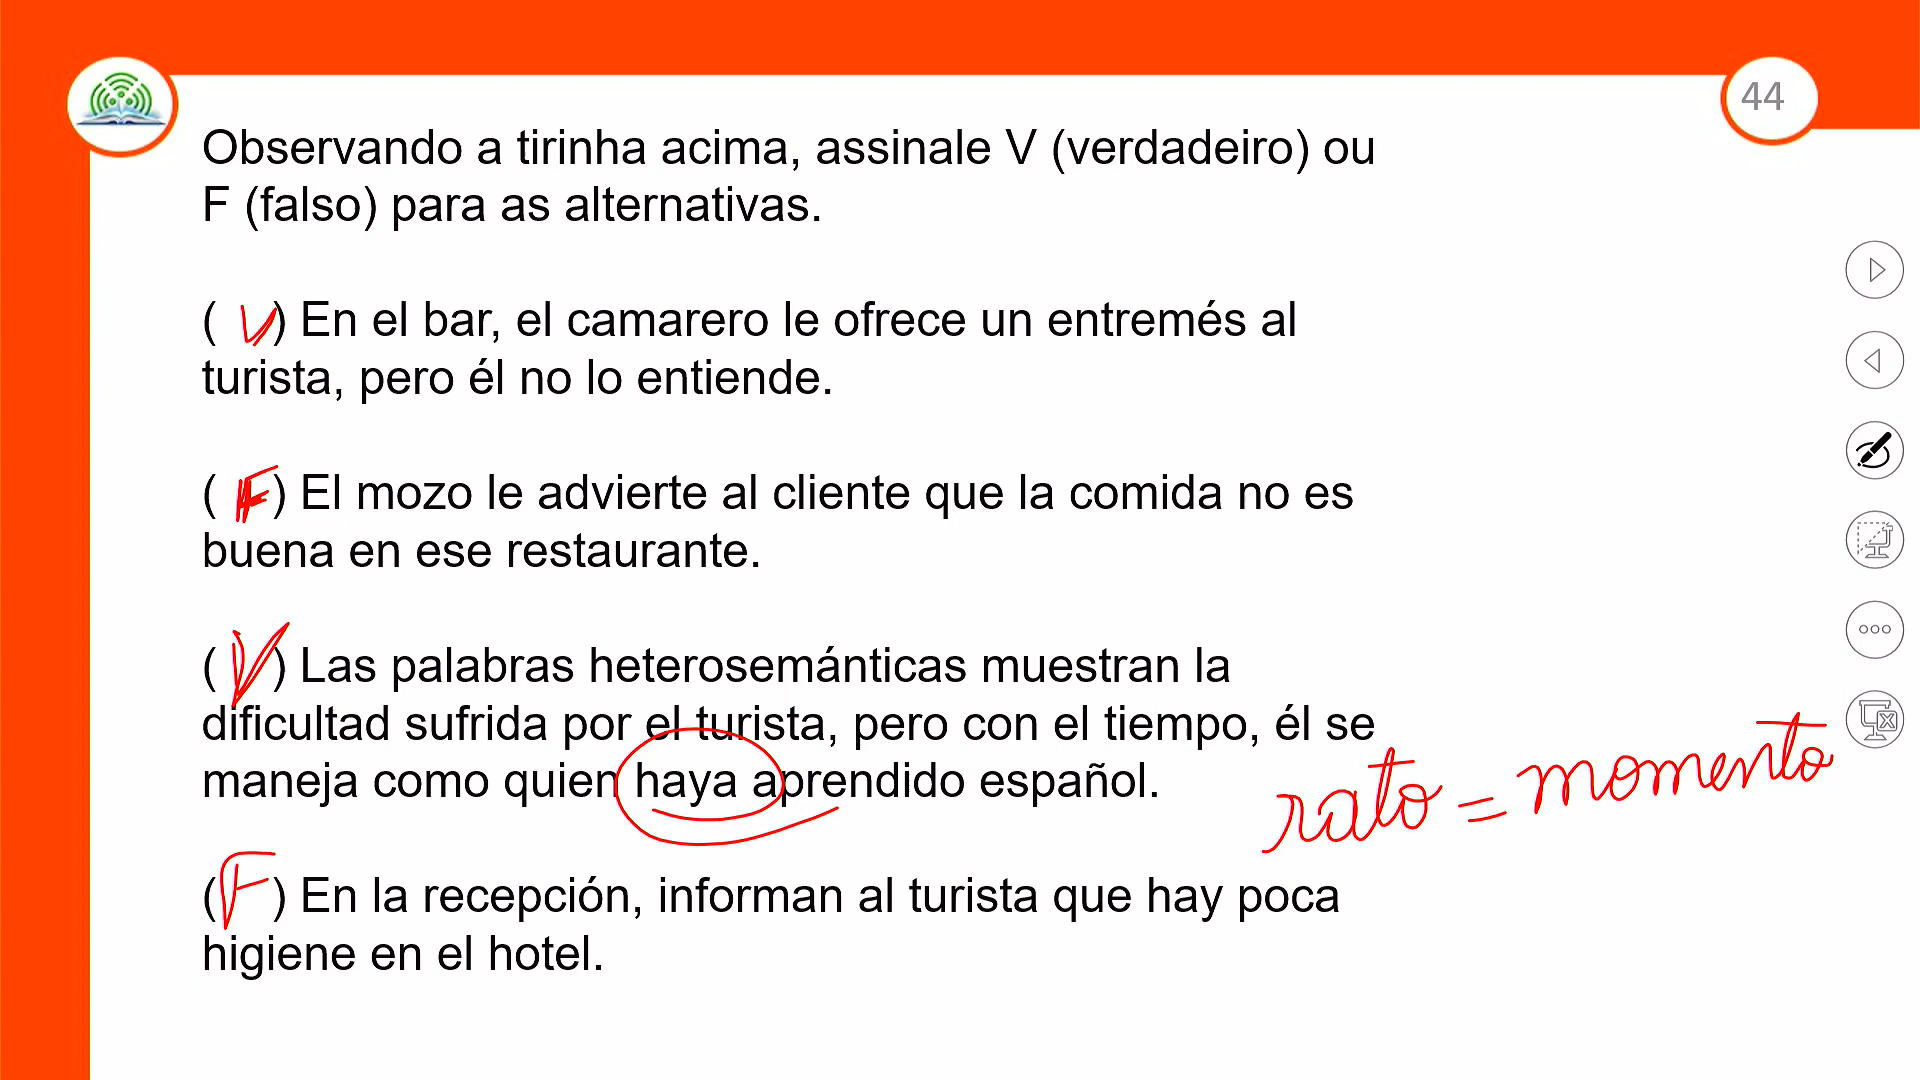 44
Observando a tirinha acima, assinale V (verdadeiro) ou
F (falso) para as alternativas.
( V ) En el bar, el camarero le ofrece un entremés al
turista, pero él no lo entiende.
( F ) El mozo le advierte al cliente que la comida no es
buena en ese restaurante.
( V ) Las palabras heterosemánticas muestran la
dificultad sufrida por el turista, pero con el tiempo, él se
maneja como quien haya aprendido español.
rato = momento
( F ) En la recepción, informan al turista que hay poca
higiene en el hotel.